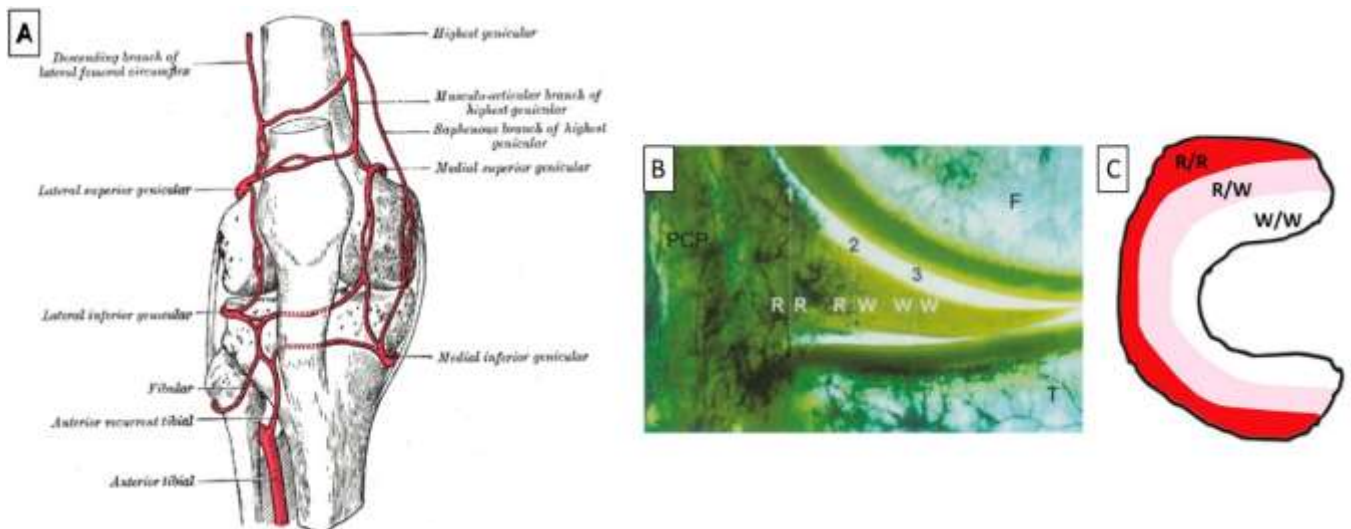 A
Highest genicular
Descending branch of
lateral femoral circumflex
Musculo-articular branch of
highest genicular
Saphenous branch of highest
genicular
Medial superior genicular
Lateral superior genicular
Lateral inferior genicular
Medial inferior genicular
Fibular
Anterior recurrent tibial
Anterior tibial
B
F
PCP
2
3
R R R W W W
T
C
R/R
R/W
W/W